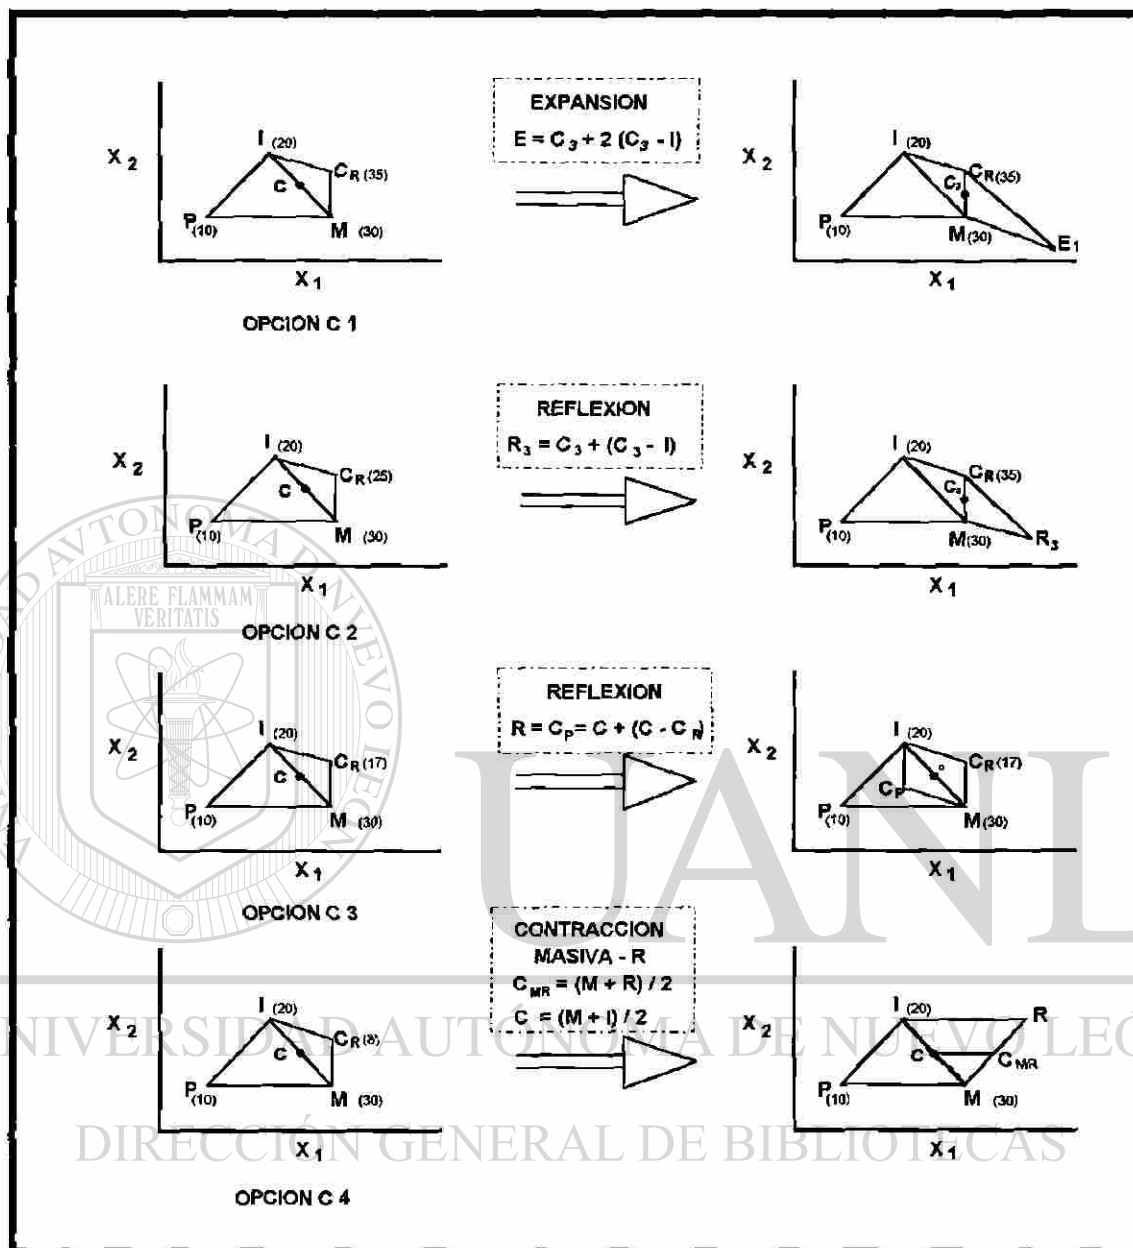 EXPANSION
E = C3 + 2 (C3 - I)
X2
I (20)
CR (35)
C
P (10)
M (30)
X1
OPCION C 1
X2
I (20)
CR(35)
C3
P (10)
M(30)
E1
X1
REFLEXION
R3 = C3 + (C3 - I)
X2
I (20)
CR (25)
C
P (10)
M (30)
X1
OPCION C 2
X2
I (20)
CR(35)
C3
P (10)
M(30)
R3
X1
REFLEXION
R = CP = C + (C - CR)
X2
I (20)
CR (17)
C
P (10)
M (30)
X1
OPCION C 3
X2
I (20)
CR(17)
CP
P (10)
M(30)
X1
CONTRACCION
MASIVA - R
CMR = (M + R) / 2
C = (M + I) / 2
X2
I (20)
CR (8)
C
P (10)
M (30)
X1
OPCION C 4
X2
I (20)
R
C
CMR
P (10)
M (30)
X1
ALERE FLAMMAM
VERITATIS
UANL
UNIVERSIDAD AUTÓNOMA DE NUEVO LEÓ
DIRECCIÓN GENERAL DE BIBLIOTECAS